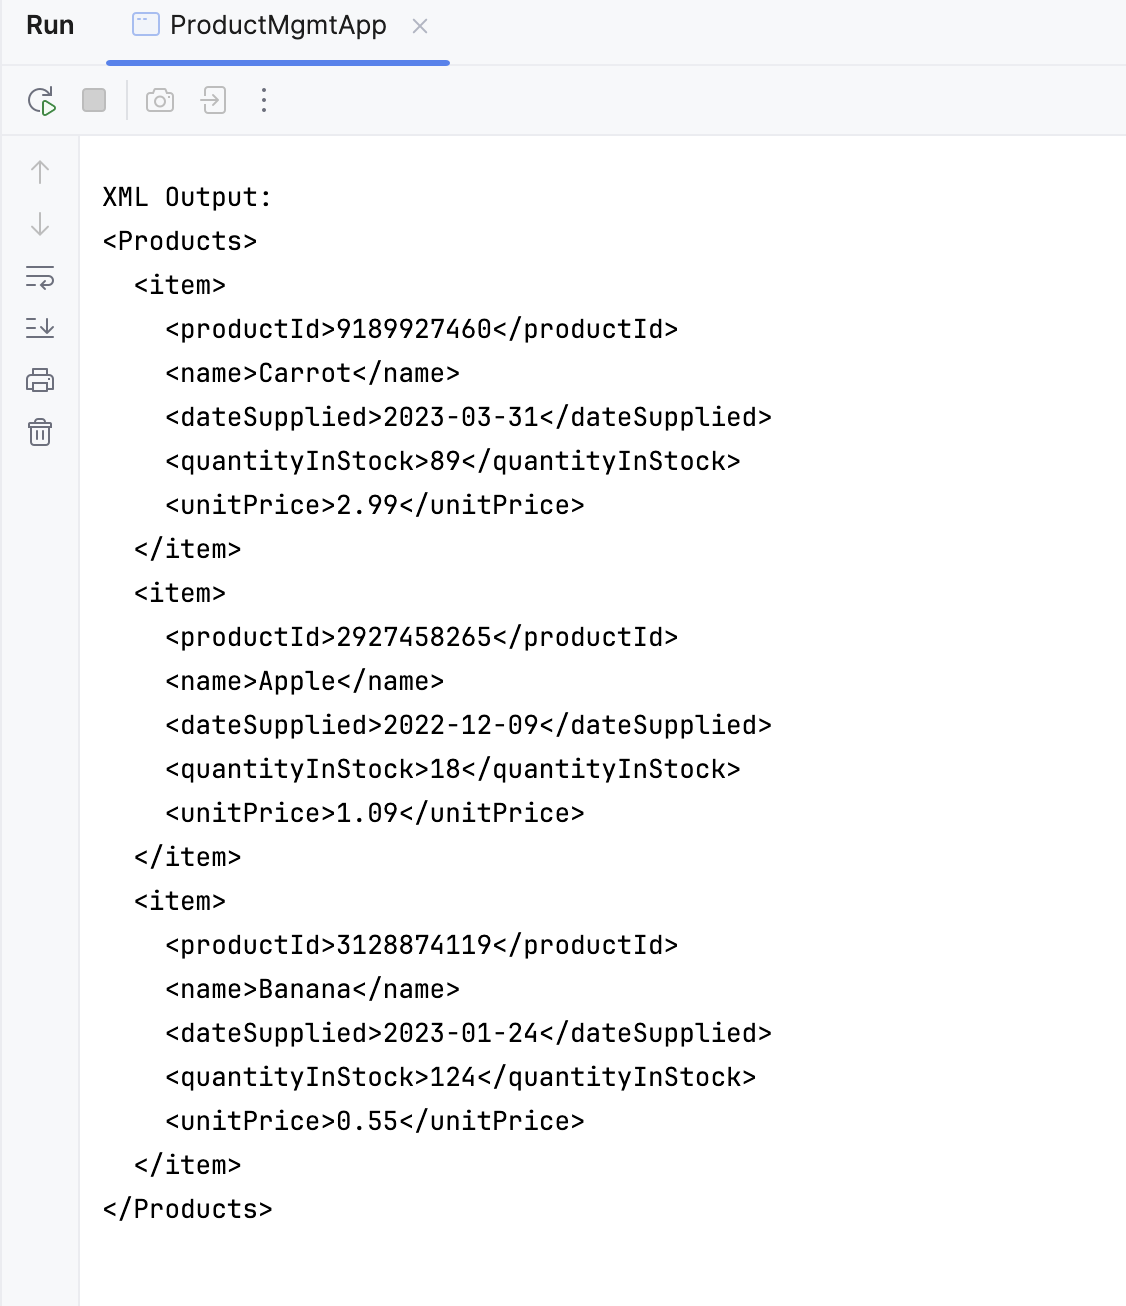 Run ProductMgmtApp
XML Output:
<Products>
  <item>
    <productId>9189927460</productId>
    <name>Carrot</name>
    <dateSupplied>2023-03-31</dateSupplied>
    <quantityInStock>89</quantityInStock>
    <unitPrice>2.99</unitPrice>
  </item>
  <item>
    <productId>2927458265</productId>
    <name>Apple</name>
    <dateSupplied>2022-12-09</dateSupplied>
    <quantityInStock>18</quantityInStock>
    <unitPrice>1.09</unitPrice>
  </item>
  <item>
    <productId>3128874119</productId>
    <name>Banana</name>
    <dateSupplied>2023-01-24</dateSupplied>
    <quantityInStock>124</quantityInStock>
    <unitPrice>0.55</unitPrice>
  </item>
</Products>